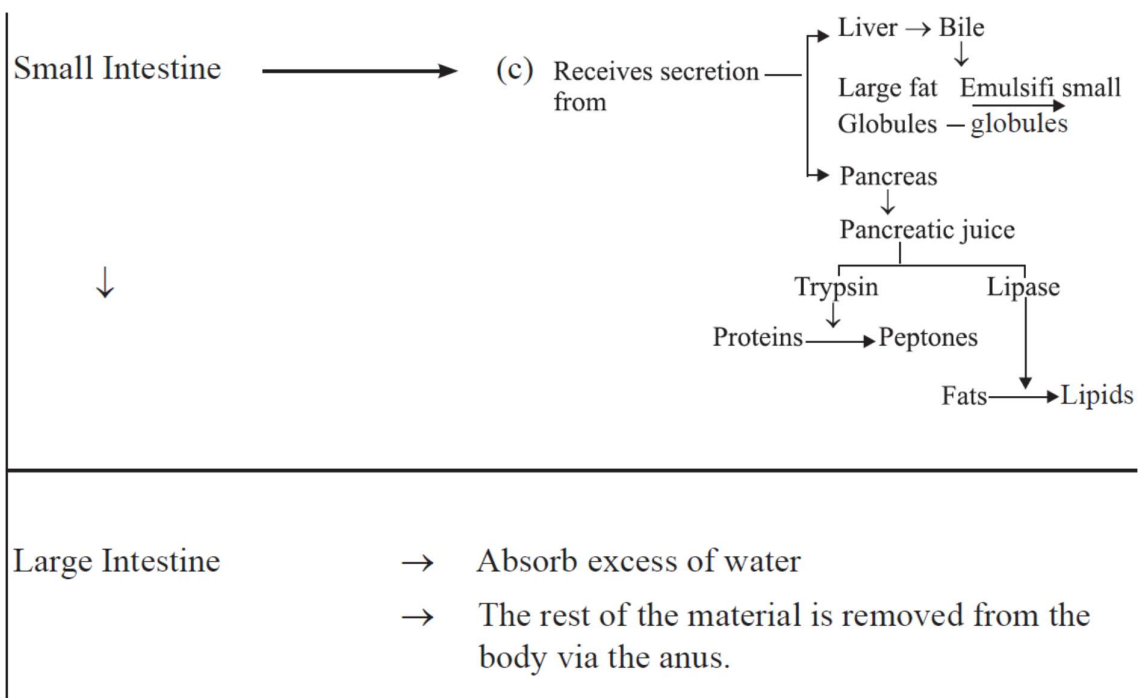 Small Intestine
(c) Receives secretion from
Liver → Bile
↓
Large fat Emulsifi small
Globules – globules
Pancreas
↓
Pancreatic juice
Trypsin Lipase
↓
Proteins → Peptones
Fats → Lipids
↓
Large Intestine → Absorb excess of water
→ The rest of the material is removed from the
body via the anus.